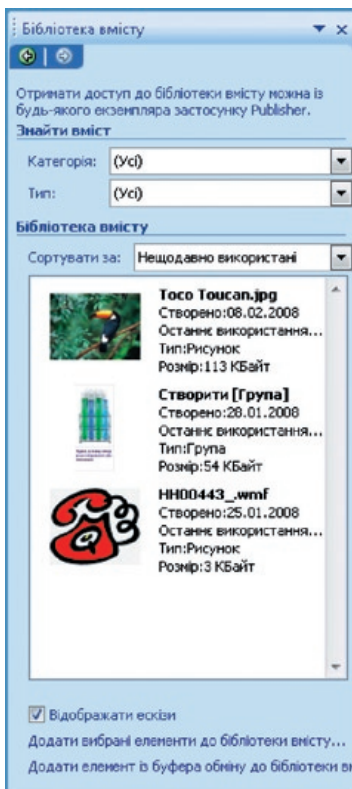 Бібліотека вмісту
Отримати доступ до бібліотеки вмісту можна із
будь-якого екземпляра застосунку Publisher.
Знайти вміст
Категорія: (Усі)
Тип: (Усі)
Бібліотека вмісту
Сортувати за: Нещодавно використані
Toco Toucan.jpg
Створено:08.02.2008
Останнє використання...
Тип:Рисунок
Розмір:113 КБайт
Створити [Група]
Створено:28.01.2008
Останнє використання...
Тип:Група
Розмір:54 КБайт
HH00443_.wmf
Створено:25.01.2008
Останнє використання...
Тип:Рисунок
Розмір:3 КБайт
Відображати ескізи
Додати вибрані елементи до бібліотеки вмісту...
Додати елемент із буфера обміну до бібліотеки вм